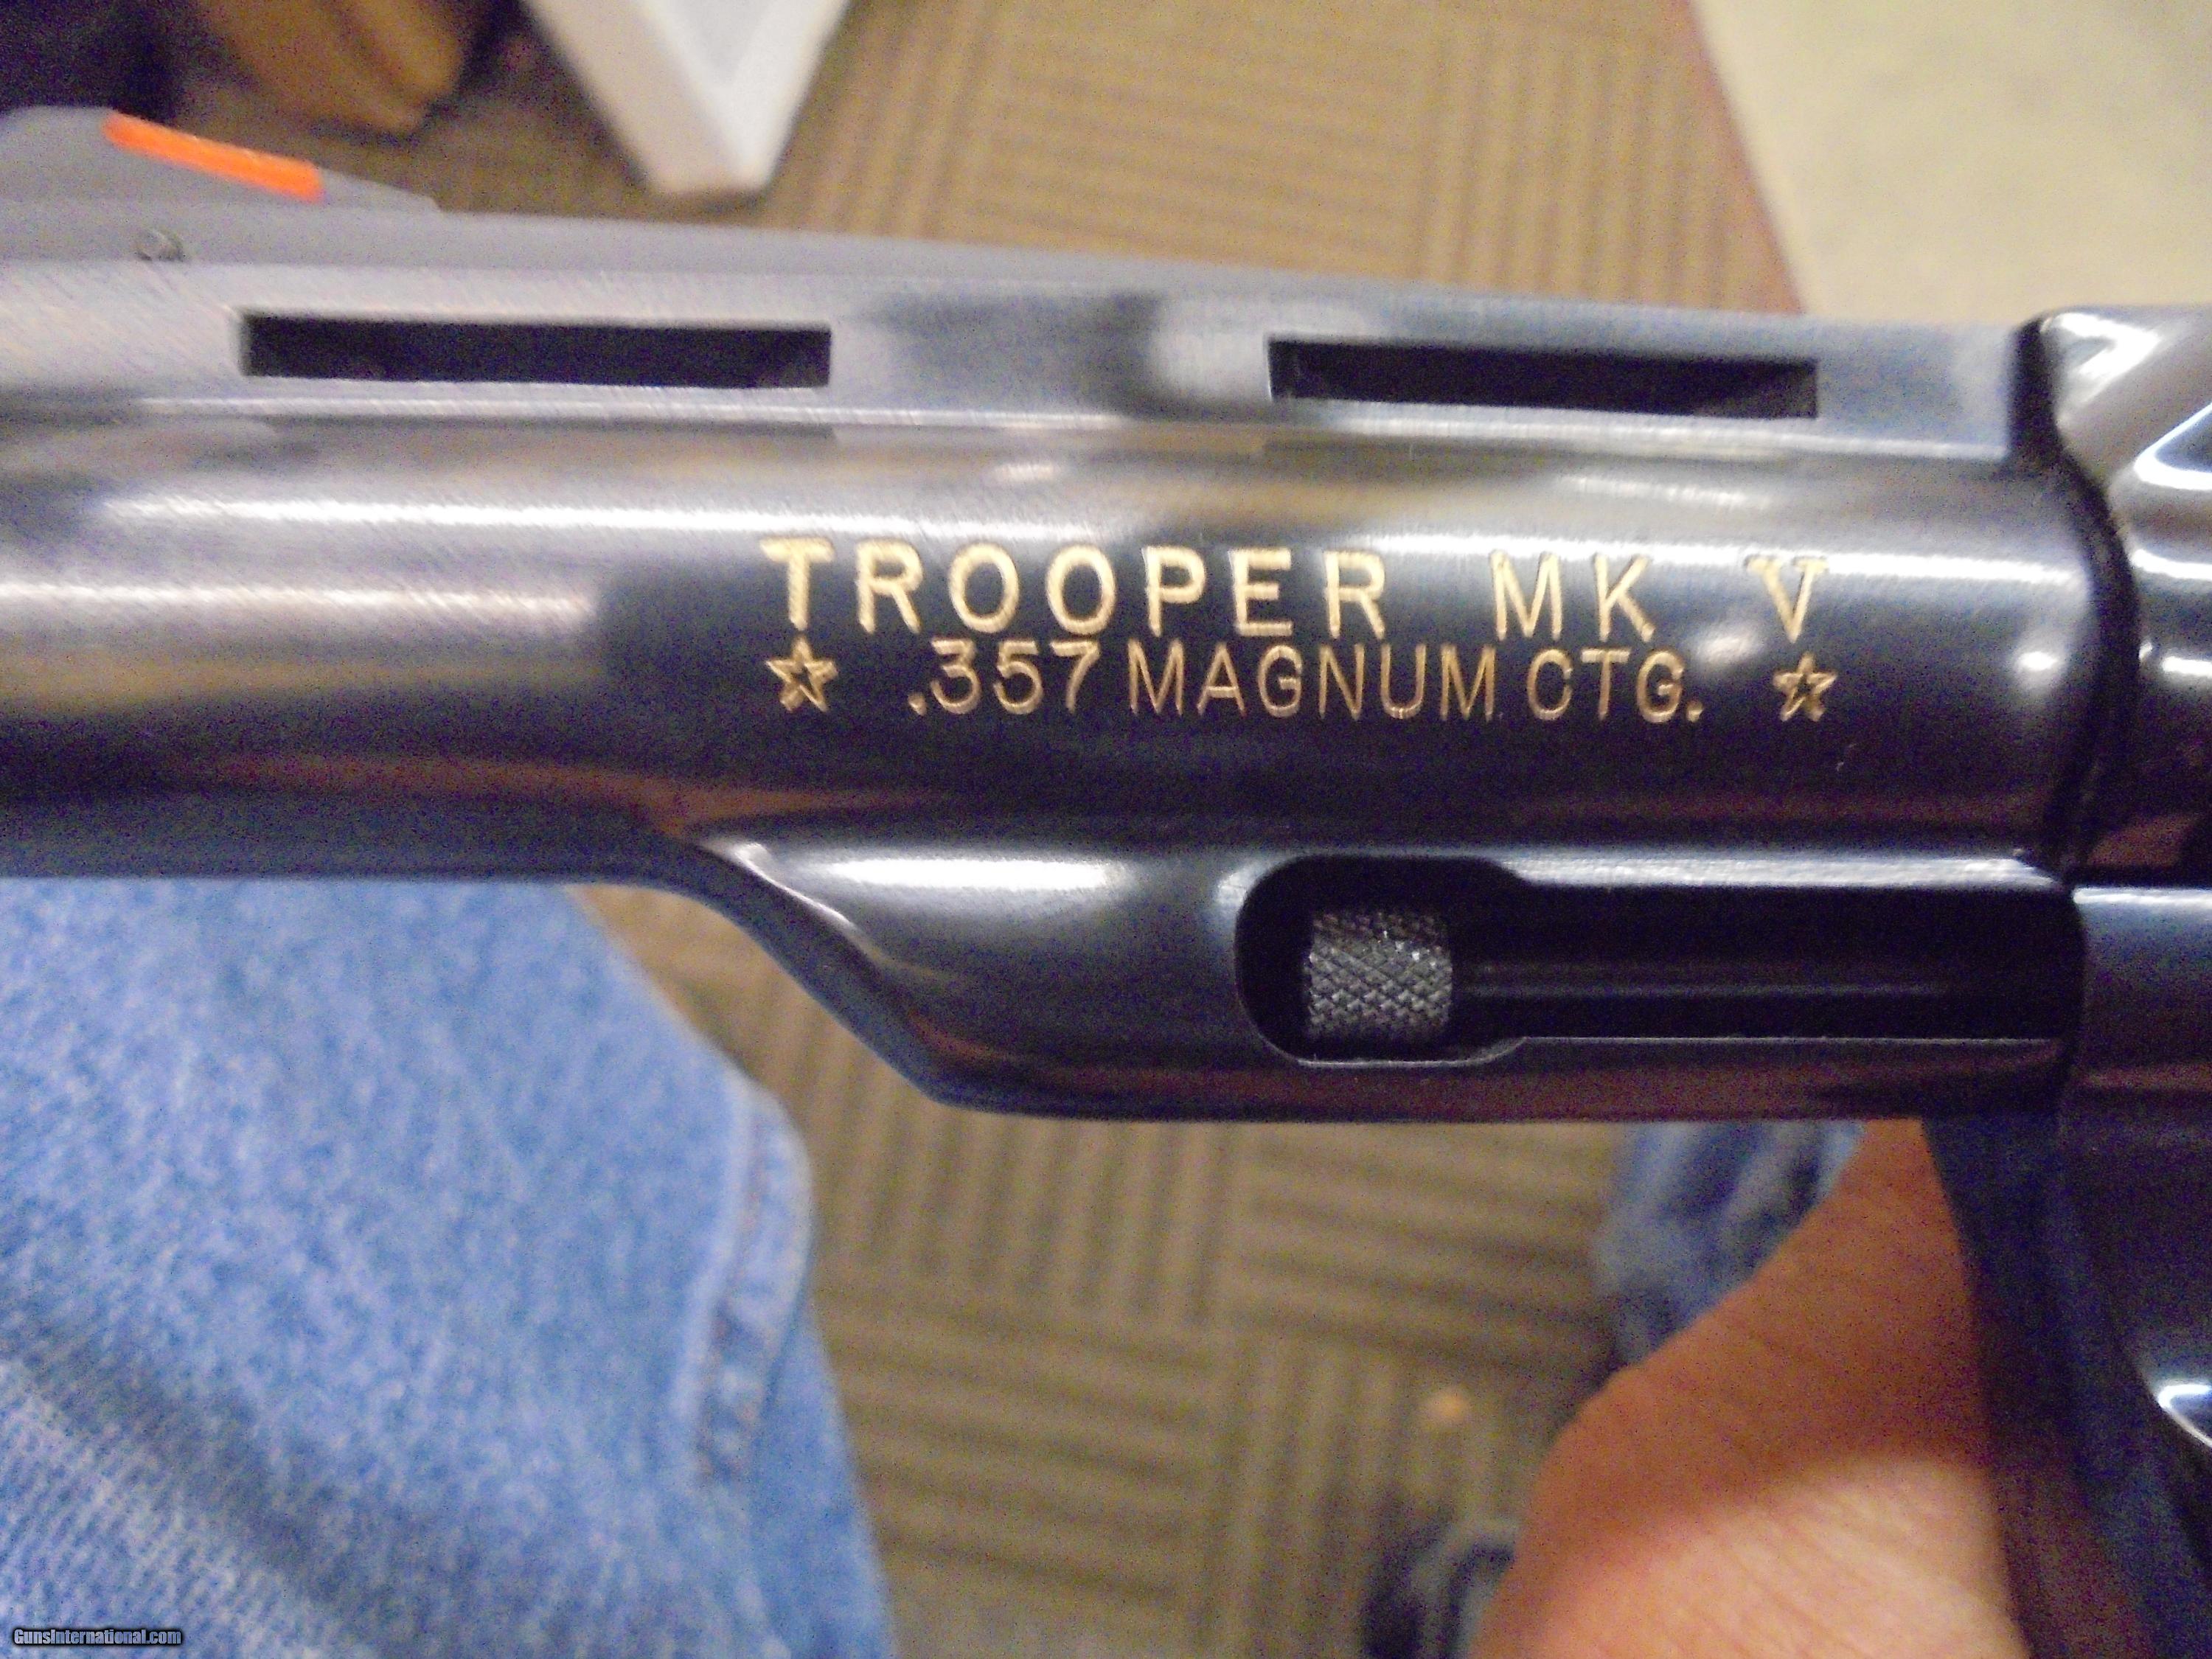 TROOPER MK V
☆ .357 MAGNUM CTG. ☆
GunsInternational.com